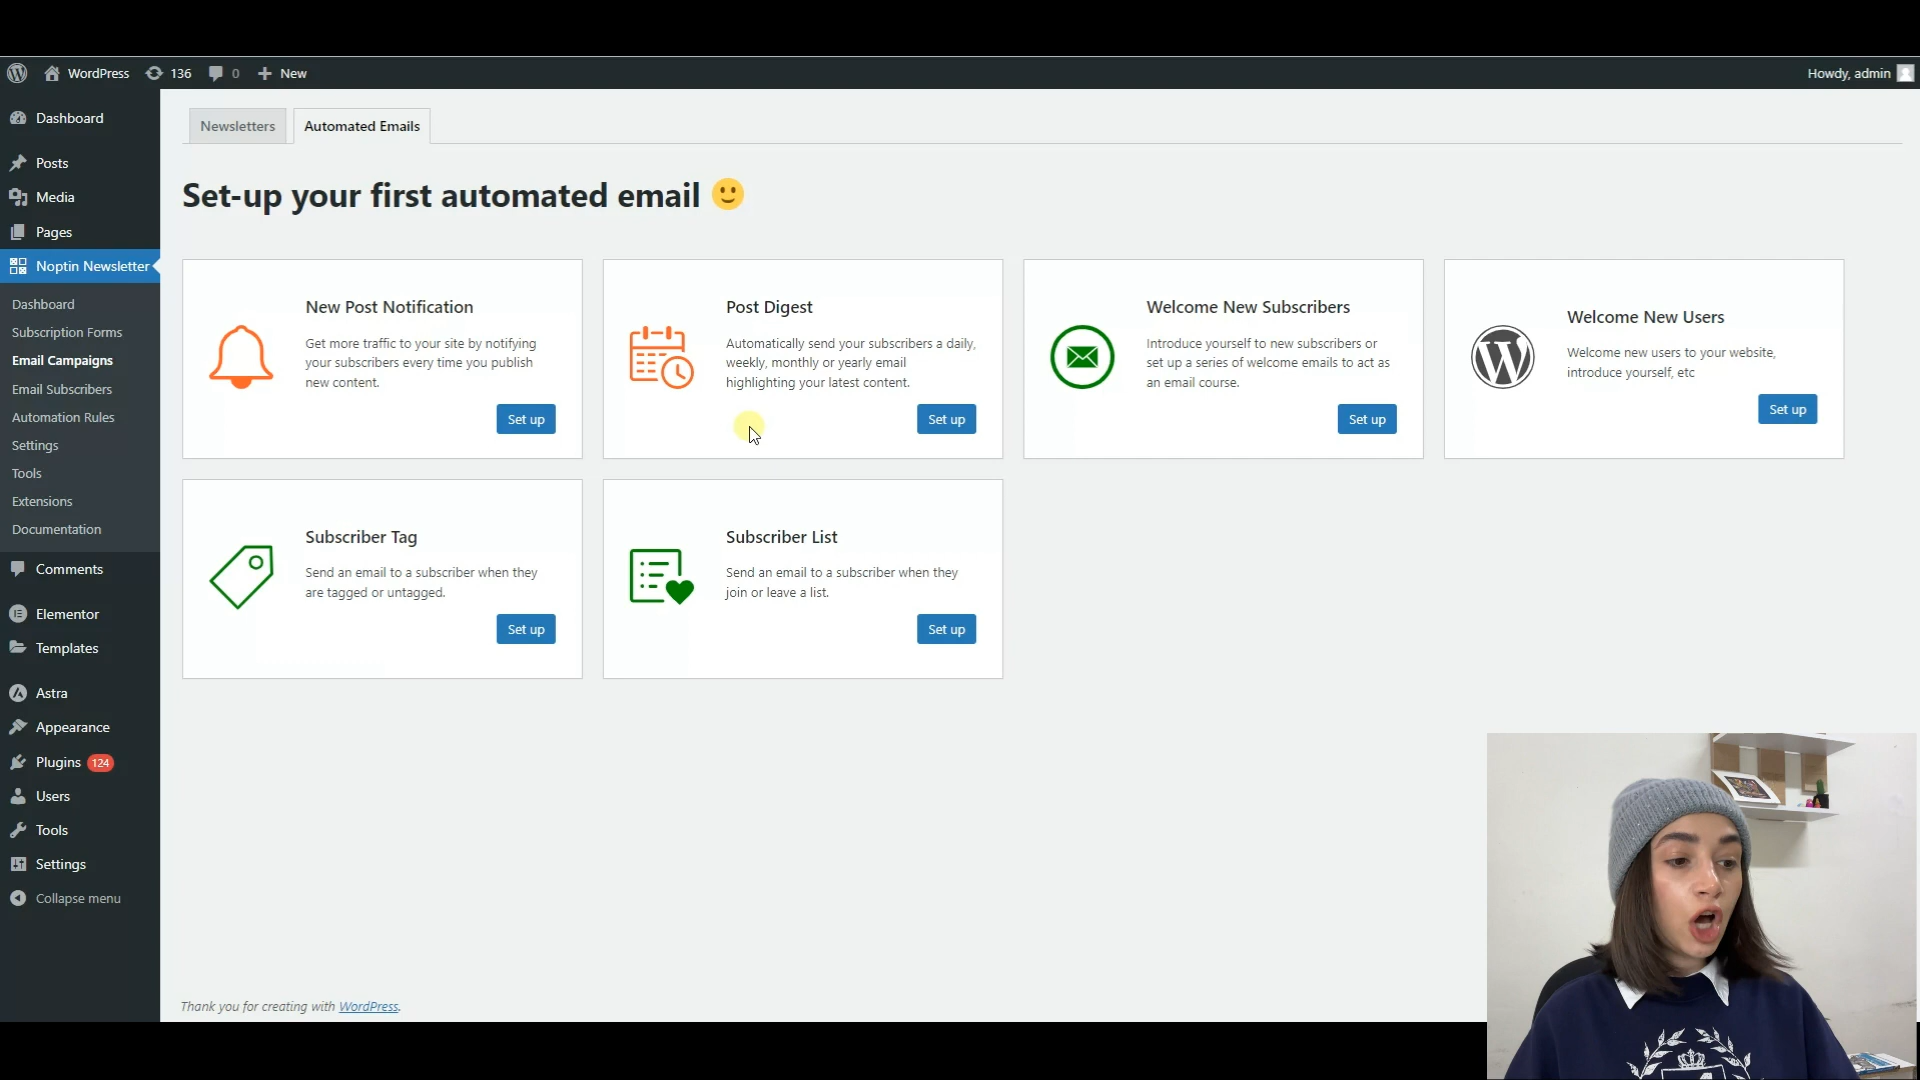 WordPress 136 0 New Howdy, admin
Dashboard
Posts
Media
Pages
Noptin Newsletter
Dashboard
Subscription Forms
Email Campaigns
Email Subscribers
Automation Rules
Settings
Tools
Extensions
Documentation
Comments
Elementor
Templates
Astra
Appearance
Plugins 124
Users
Tools
Settings
Collapse menu
Newsletters Automated Emails
Set-up your first automated email
New Post Notification
Get more traffic to your site by notifying
your subscribers every time you publish
new content.
Set up
Post Digest
Automatically send your subscribers a daily,
weekly, monthly or yearly email
highlighting your latest content.
Set up
Welcome New Subscribers
Introduce yourself to new subscribers or
set up a series of welcome emails to act as
an email course.
Set up
Welcome New Users
Welcome new users to your website,
introduce yourself, etc
Set up
Subscriber Tag
Send an email to a subscriber when they
are tagged or untagged.
Set up
Subscriber List
Send an email to a subscriber when they
join or leave a list.
Set up
Thank you for creating with WordPress.